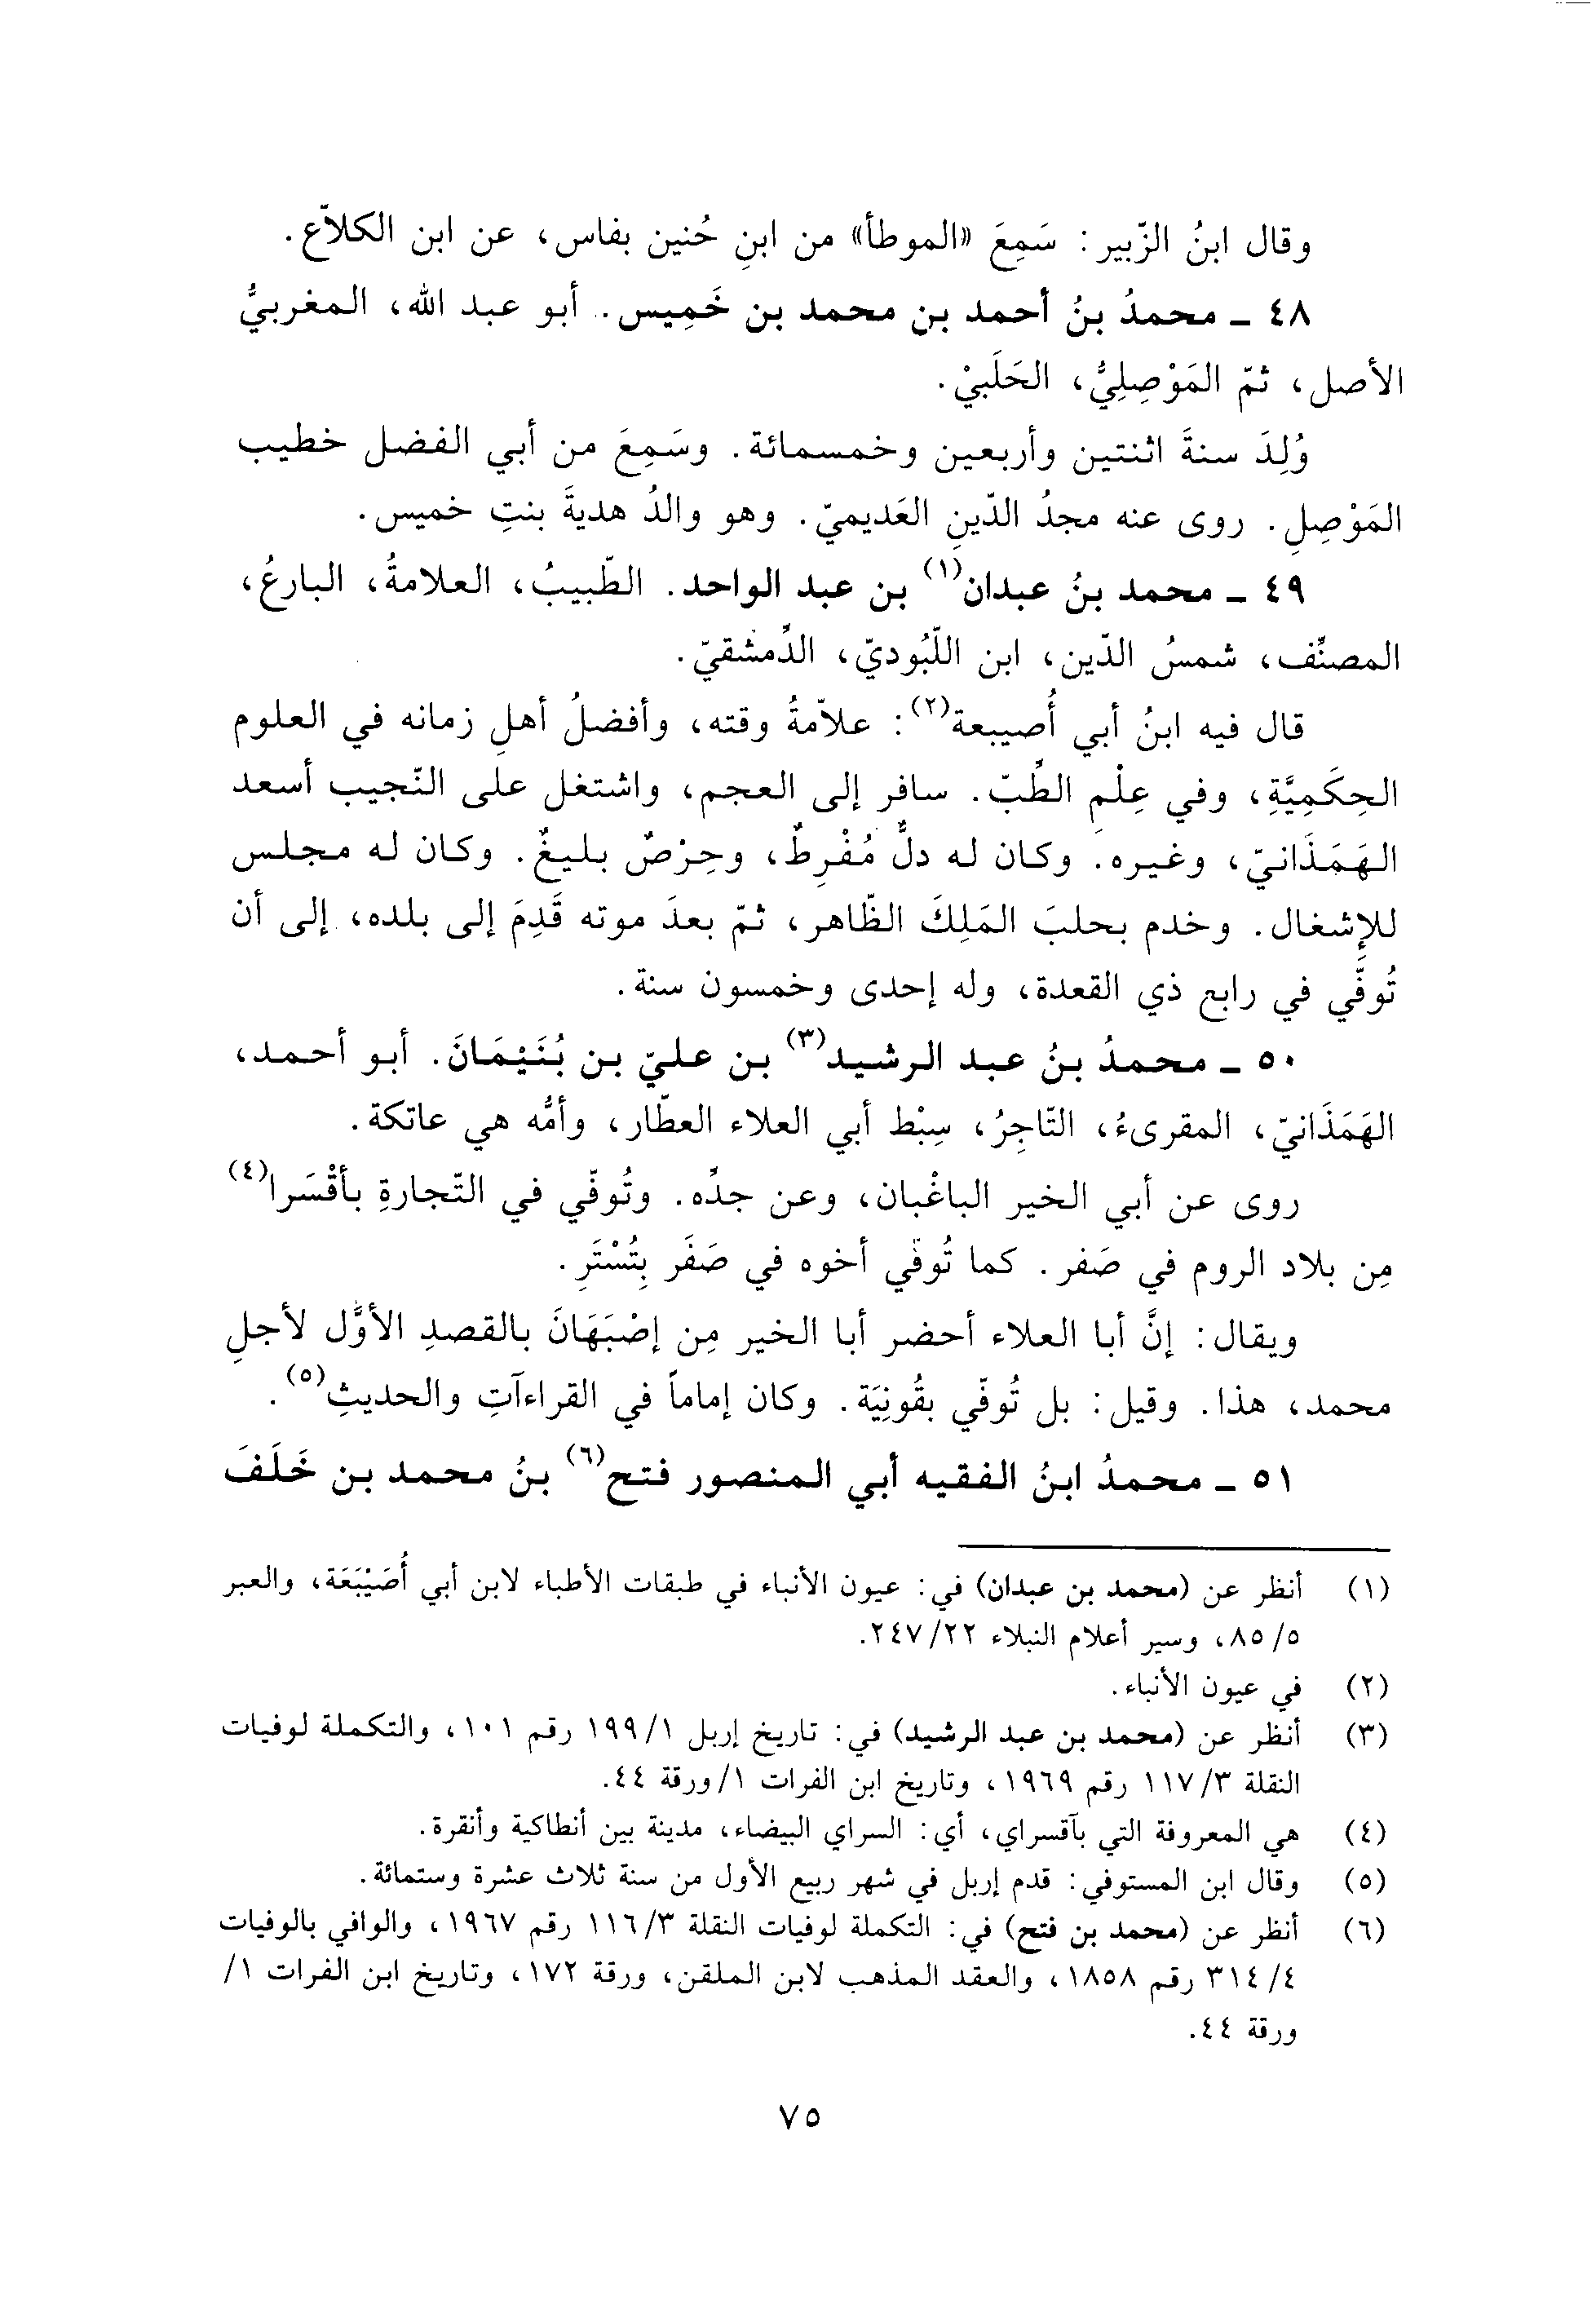 وقال ابنُ الزّبير: سَمِعَ «الموطأ» من ابنِ حُنين بفاس، عن ابن الكلاّع.
٤٨ ـ محمدُ بنُ أحمد بن محمد بن خَمِيس. أبو عبد الله، المغربيُّ
الأصل، ثمّ المَوْصِلِيُّ، الحَلَبيْ.
وُلِدَ سنةَ اثنتين وأربعين وخمسمائة. وسَمِعَ من أبي الفضل خطيب
المَوْصِلِ. روى عنه مجدُ الدّينِ العَديميّ. وهو والدُ هديةَ بنتِ خميس.
٤٩ ـ محمد بنُ عبدان(١) بن عبد الواحد. الطّبيبُ، العلامةُ، البارعُ،
المصنِّف، شمسُ الدّين، ابن اللّبُوديّ، الدِّمشقيّ.
قال فيه ابنُ أبي أُصيبعة(٢): علاّمةُ وقته، وأفضلُ أهلِ زمانه في العلوم
الحِكَمِيَّةِ، وفي عِلْمِ الطِّبّ. سافر إلى العجم، واشتغل على النّجيب أسعد
الهَمَذَانيّ، وغيره. وكان له دلٌّ مُفْرِطٌ، وحِرْصٌ بليغٌ. وكان له مجلس
للإِشغال. وخدم بحلبَ المَلِكَ الظّاهر، ثمّ بعدَ موته قَدِمَ إلى بلده، إلى أن
تُوفّي في رابع ذي القعدة، وله إحدى وخمسون سنة.
٥٠ ـ محمدُ بنُ عبد الرشيد(٣) بن عليّ بن بُنَيْمَانَ. أبو أحمد،
الهَمَذَانيّ، المقرىءُ، التّاجِرُ، سِبْط أبي العلاء العطّار، وأمُّه هي عاتكة.
روى عن أبي الخير الباغْبان، وعن جدِّه. وتُوفّي في التّجارةِ بأقْسَرا(٤)
مِن بلاد الروم في صَفر. كما تُوفّي أخوه في صَفَر بِتُسْتَرِ.
ويقال: إنَّ أبا العلاء أحضر أبا الخير مِن إصْبَهَانَ بالقصدِ الأوَّل لأجلِ
محمد، هذا. وقيل: بل تُوفّي بقُونِيَة. وكان إماماً في القراءآتِ والحديثِ(٥).
٥١ ـ محمدُ ابنُ الفقيه أبي المنصور فتح(٦) بنُ محمد بن خَلَفَ
(١) أنظر عن (محمد بن عبدان) في: عيون الأنباء في طبقات الأطباء لابن أبي أُصَيْبَعَة، والعبر
٥/٨٥، وسير أعلام النبلاء ٢٢/٢٤٧.
(٢) في عيون الأنباء.
(٣) أنظر عن (محمد بن عبد الرشيد) في: تاريخ إربل ١/١٩٩ رقم ١٠١، والتكملة لوفيات
النقلة ٣/١١٧ رقم ١٩٦٩، وتاريخ ابن الفرات ١/ورقة ٤٤.
(٤) هي المعروفة التي بآقسراي، أي: السراي البيضاء، مدينة بين أنطاكية وأنقرة.
(٥) وقال ابن المستوفي: قدم إربل في شهر ربيع الأول من سنة ثلاث عشرة وستمائة.
(٦) أنظر عن (محمد بن فتح) في: التكملة لوفيات النقلة ٣/١١٦ رقم ١٩٦٧، والوافي بالوفيات
٤/٣١٤ رقم ١٨٥٨، والعقد المذهب لابن الملقن، ورقة ١٧٢، وتاريخ ابن الفرات ١/
ورقة ٤٤.
٧٥